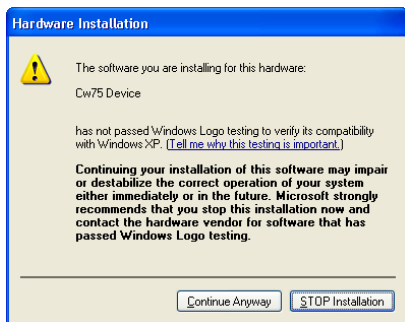 Hardware Installation
The software you are installing for this hardware:
Cw75 Device
has not passed Windows Logo testing to verify its compatibility
with Windows XP. (Tell me why this testing is important.)
Continuing your installation of this software may impair
or destabilize the correct operation of your system
either immediately or in the future. Microsoft strongly
recommends that you stop this installation now and
contact the hardware vendor for software that has
passed Windows Logo testing.
Continue Anyway
STOP Installation